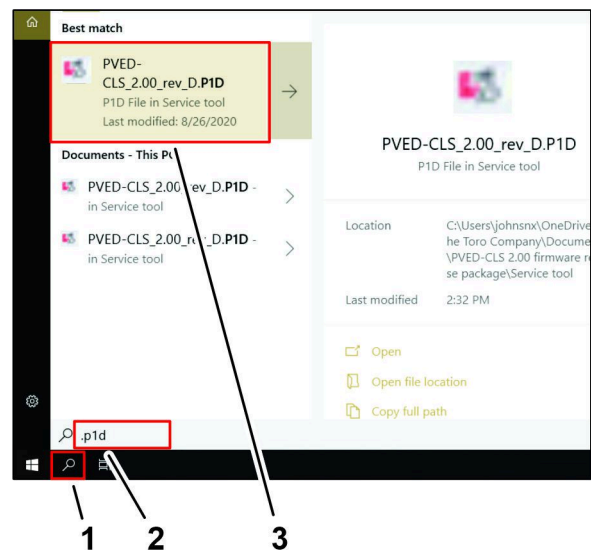 Best match
PVED-
CLS_2.00_rev_D.P1D
P1D File in Service tool
Last modified: 8/26/2020
Documents - This P
PVED-CLS_2.00 rev_D.P1D -
in Service tool
PVED-CLS_2.00_rev_D.P1D -
in Service tool
.p1d
PVED-CLS_2.00_rev_D.P1D
P1D File in Service tool
Location
C:\Users\johnsnx\OneDrive
he Toro Company\Docume
\PVED-CLS 2.00 firmware r
se package\Service tool
Last modified
2:32 PM
Open
Open file location
Copy full path
1
2
3